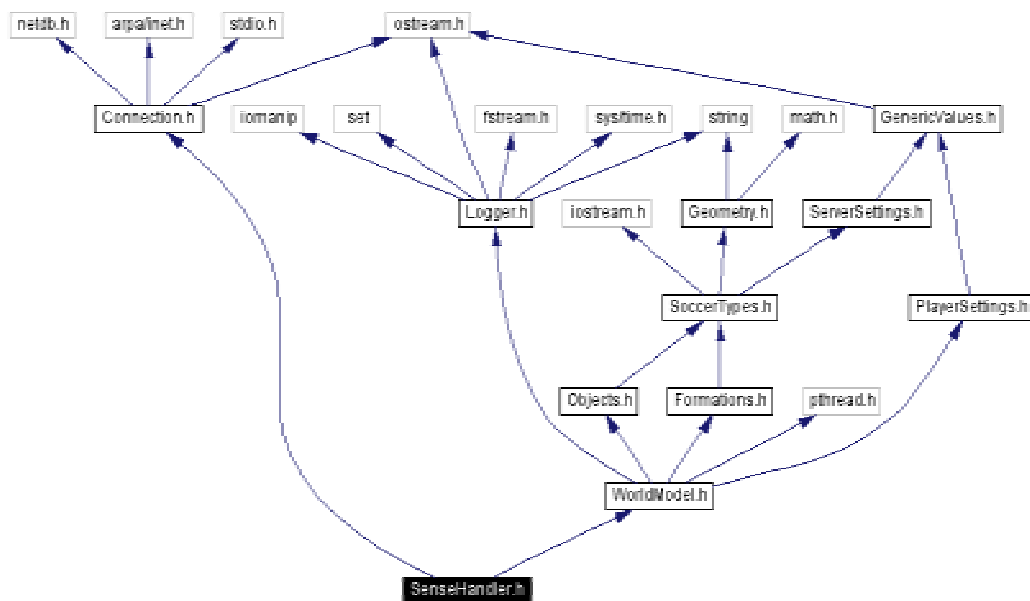 netdb.h
arpa/inet.h
stdio.h
ostream.h
Connection.h
iomanip
set
fstream.h
sys/time.h
string
math.h
GenericValues.h
Logger.h
iostream.h
Geometry.h
ServerSettings.h
SoccerTypes.h
PlayerSettings.h
Objects.h
Formations.h
pthread.h
WorldModel.h
SenseHandler.h